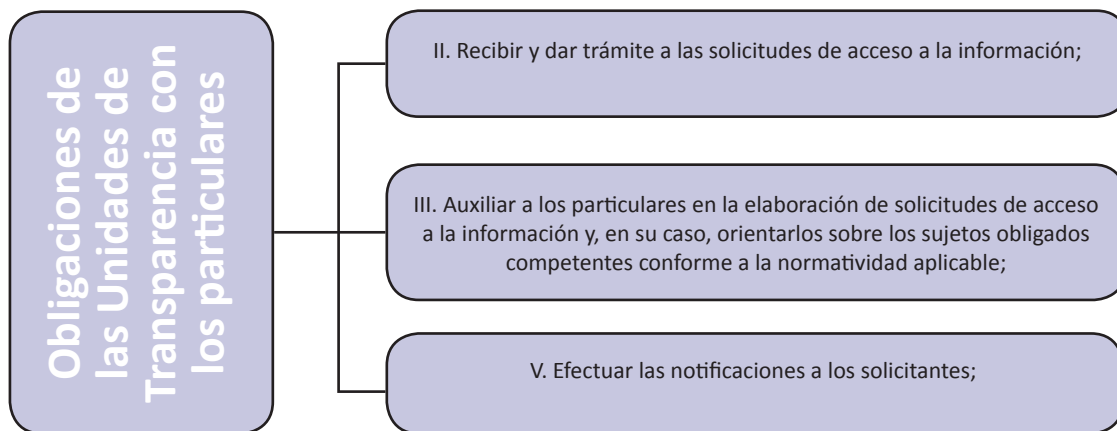 Obligaciones de
las Unidades de
Transparencia con
los particulares
II. Recibir y dar trámite a las solicitudes de acceso a la información;
III. Auxiliar a los particulares en la elaboración de solicitudes de acceso
a la información y, en su caso, orientarlos sobre los sujetos obligados
competentes conforme a la normatividad aplicable;
V. Efectuar las notificaciones a los solicitantes;